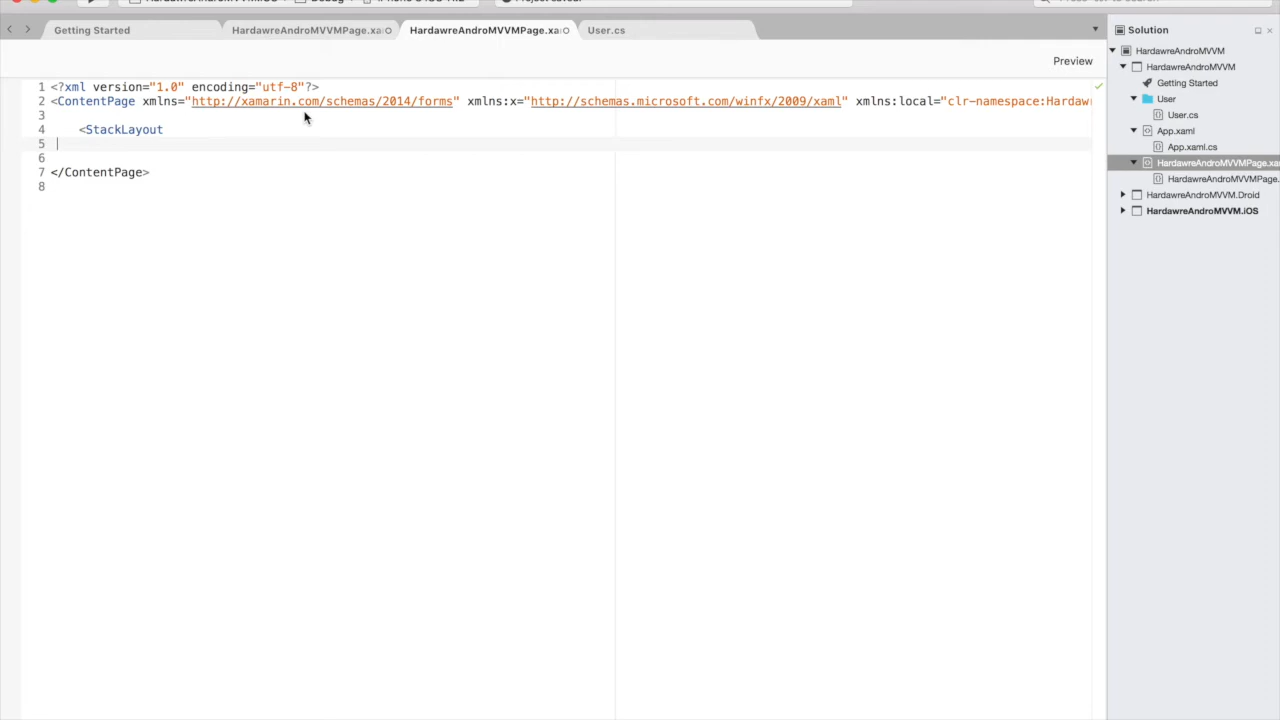 Getting Started
HardawreAndroMVVMPage.xa
HardawreAndroMVVMPage.xa
User.cs
Solution
Preview
1 <?xml version="1.0" encoding="utf-8"?>
2 <ContentPage xmlns="http://xamarin.com/schemas/2014/forms" xmlns:x="http://schemas.microsoft.com/winfx/2009/xaml" xmlns:local="clr-namespace:Hardaw
3
4 <StackLayout
5
6
7 </ContentPage>
8
HardawreAndroMVVM
HardawreAndroMVVM
Getting Started
User
User.cs
App.xaml
App.xaml.cs
HardawreAndroMVVMPage.xa
HardawreAndroMVVMPage.
HardawreAndroMVVM.Droid
HardawreAndroMVVM.iOS